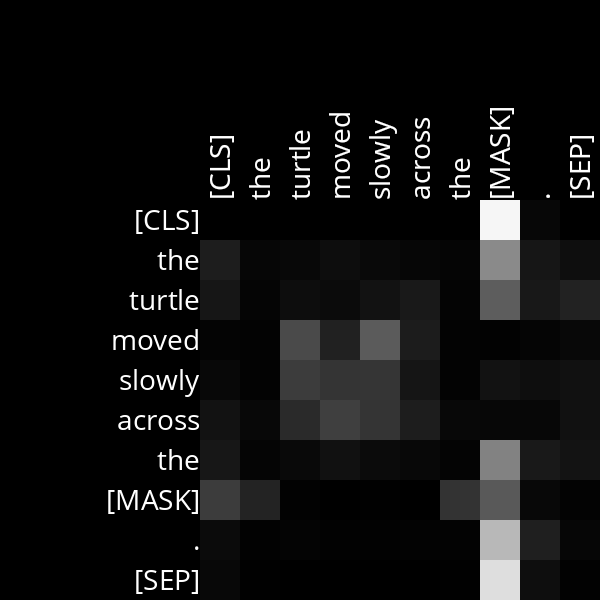 [CLS] the turtle moved slowly across the [MASK] . [SEP]
[CLS]
the
turtle
moved
slowly
across
the
[MASK]
.
[SEP]